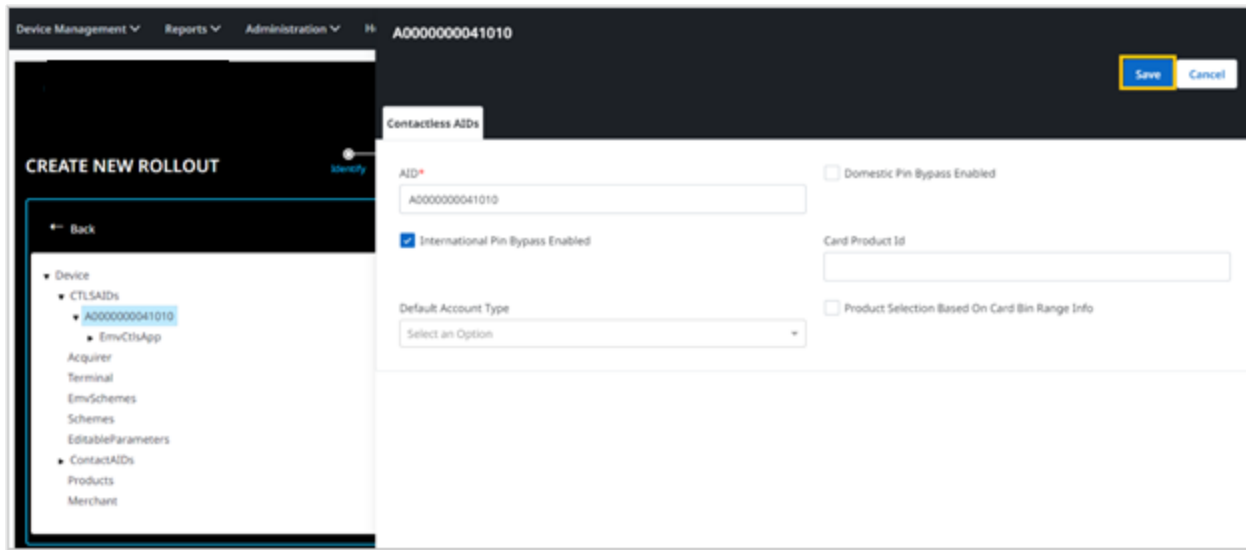 Device Management
Reports
Administration
A0000000041010
Save
Cancel
Contactless AIDs
CREATE NEW ROLLOUT
Identify
Back
Device
CTLSAIDs
A0000000041010
EmvCtlsApp
Acquirer
Terminal
EmvSchemes
Schemes
EditableParameters
ContactAIDs
Products
Merchant
AID*
A0000000041010
Domestic Pin Bypass Enabled
International Pin Bypass Enabled
Card Product Id
Default Account Type
Select an Option
Product Selection Based On Card Bin Range Info